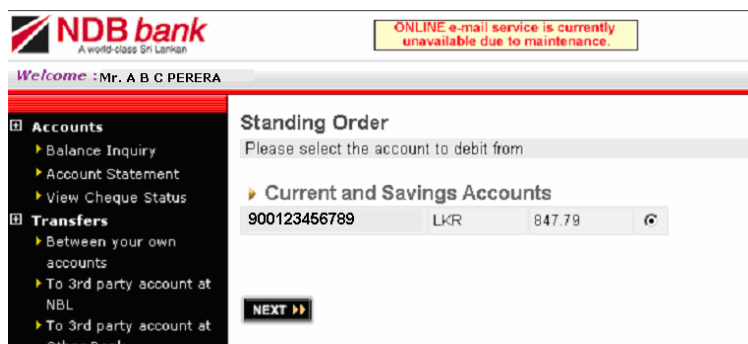 NDB bank
A world-class Sri Lankan
ONLINE e-mail service is currently
unavailable due to maintenance.
Welcome : Mr. A B C PERERA
Accounts
Balance Inquiry
Account Statement
View Cheque Status
Transfers
Between your own
accounts
To 3rd party account at
NBL
To 3rd party account at
Standing Order
Please select the account to debit from
Current and Savings Accounts
900123456789 LKR 847.79
NEXT